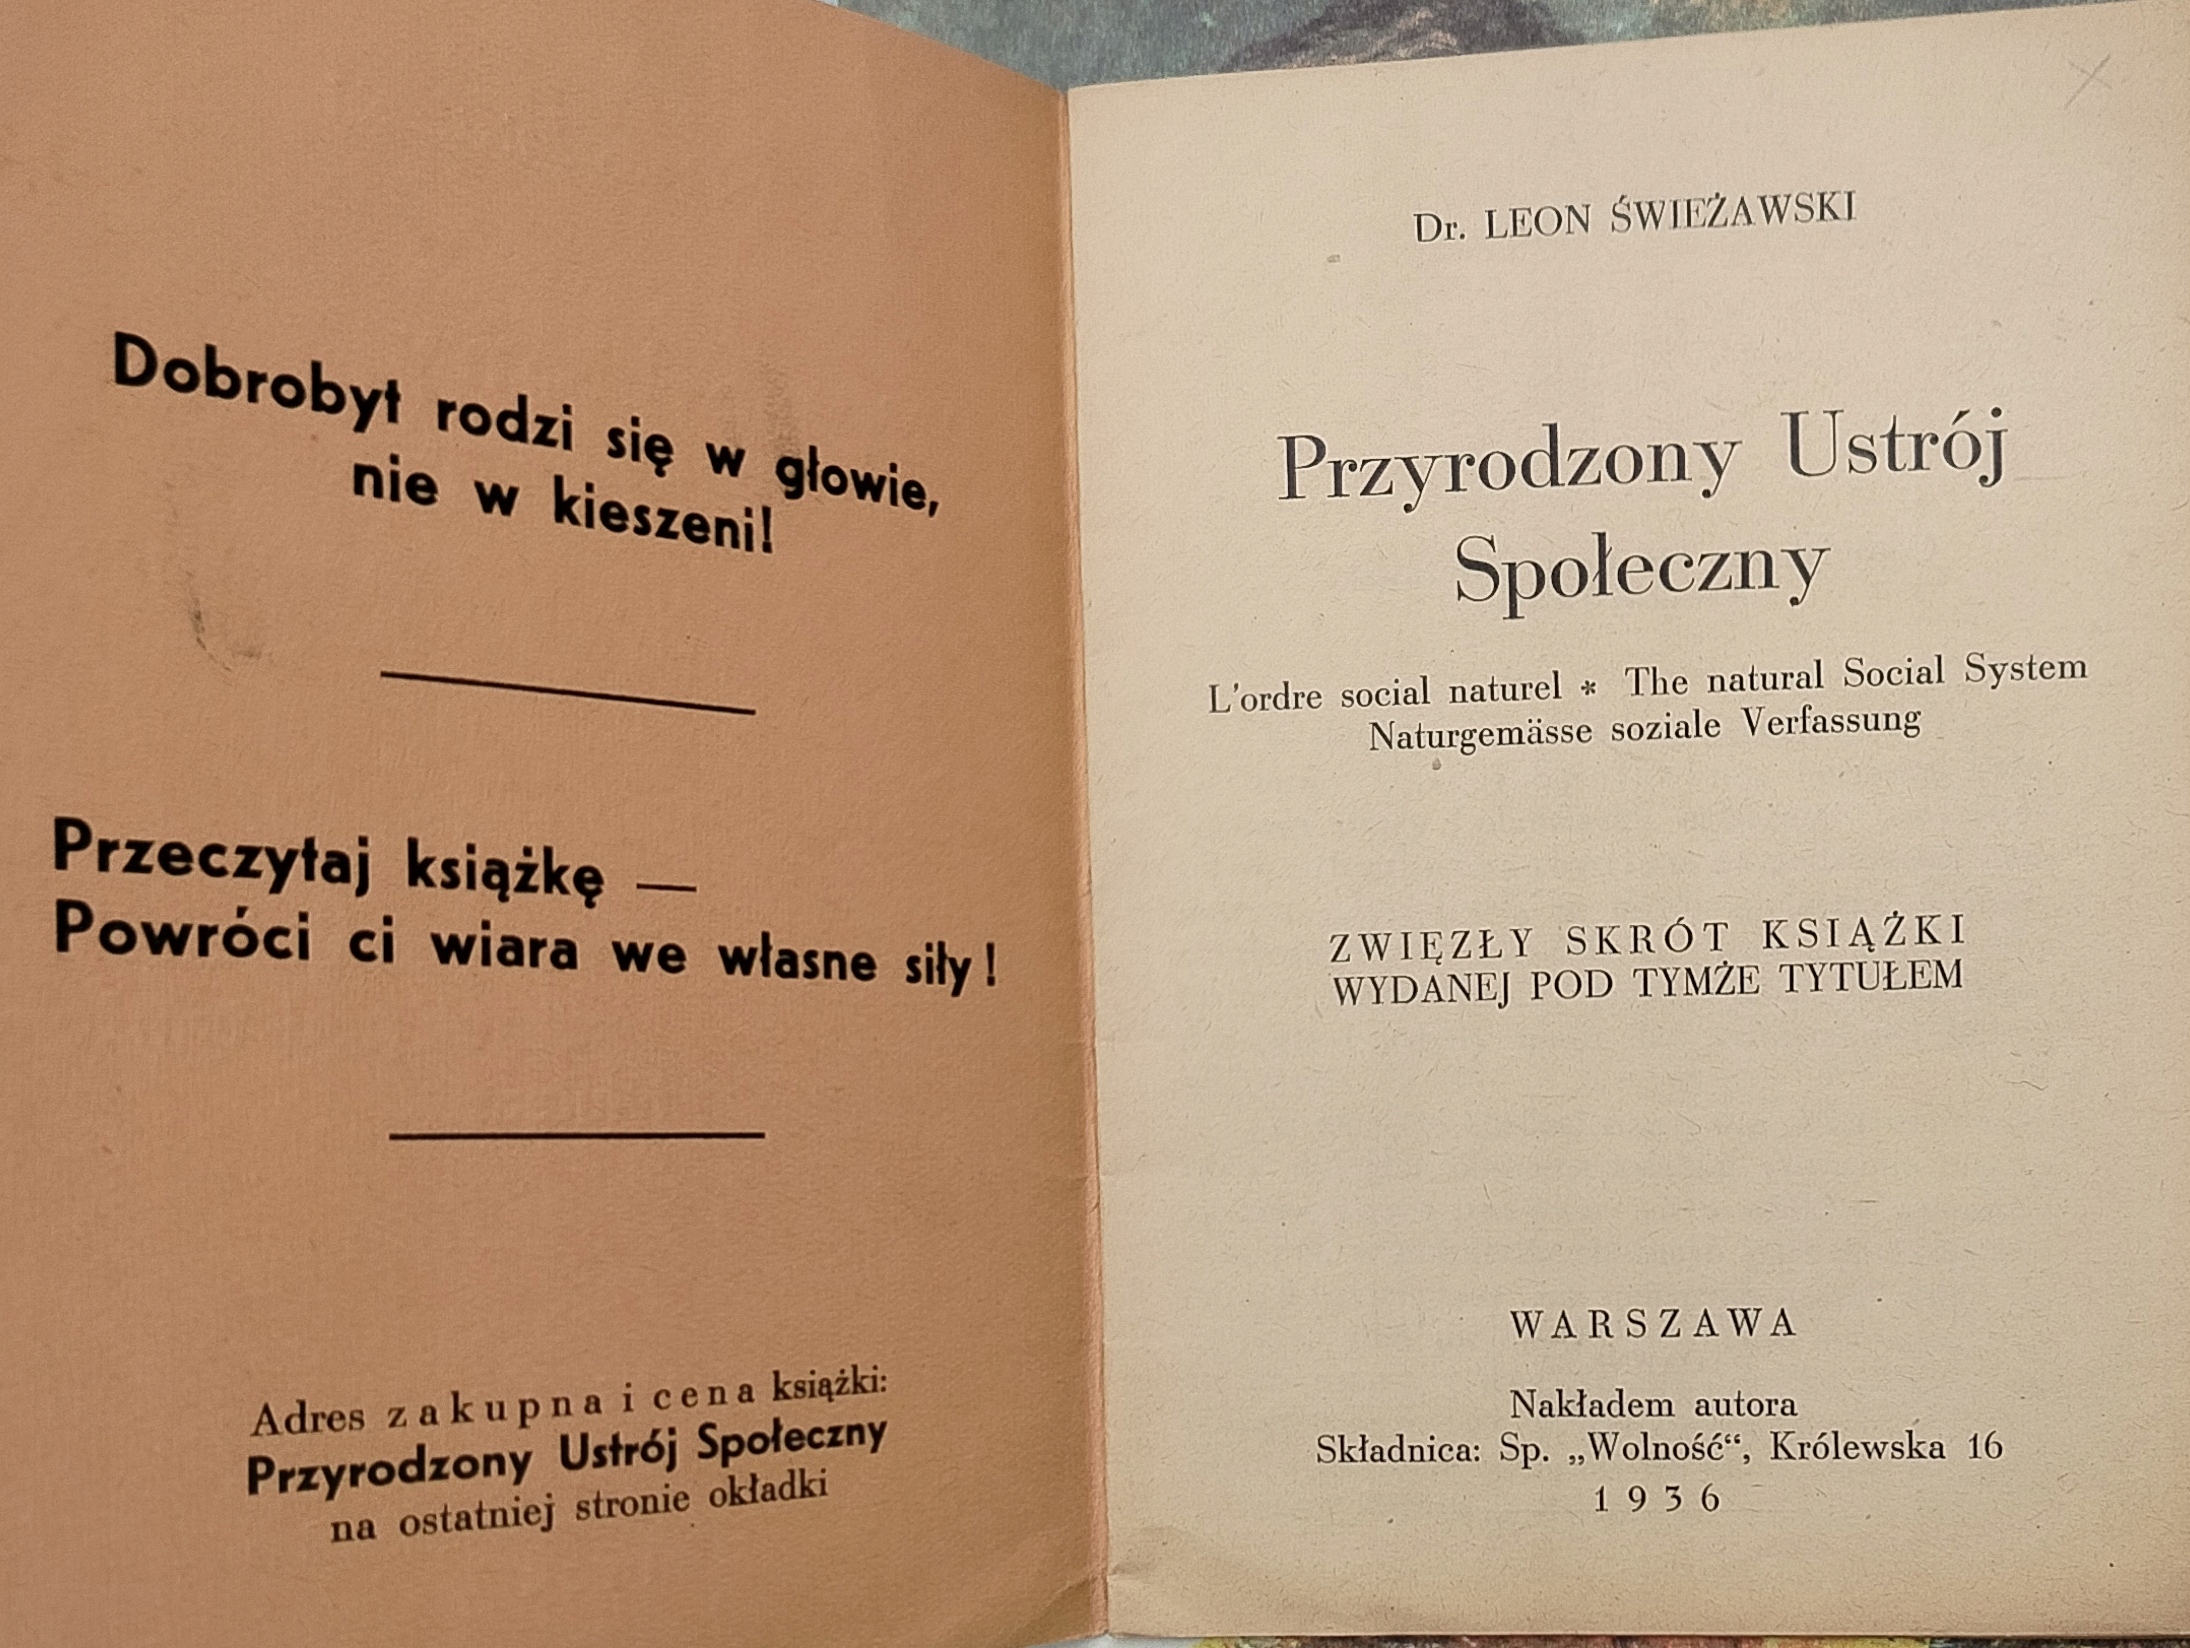 Dobrobyt rodzi się w głowie,
nie w kieszeni!
Przeczytaj książkę —
Powróci ci wiara we własne siły!
Adres zakupna i cena książki:
Przyrodzony Ustrój Społeczny
na ostatniej stronie okładki
Dr. LEON ŚWIEŻAWSKI
Przyrodzony Ustrój
Społeczny
L'ordre social naturel * The natural Social System
Naturgemässe soziale Verfassung
ZWIĘZŁY SKRÓT KSIĄŻKI
WYDANEJ POD TYMŻE TYTUŁEM
WARSZAWA
Nakładem autora
Składnica: Sp. „Wolność“, Królewska 16
1936